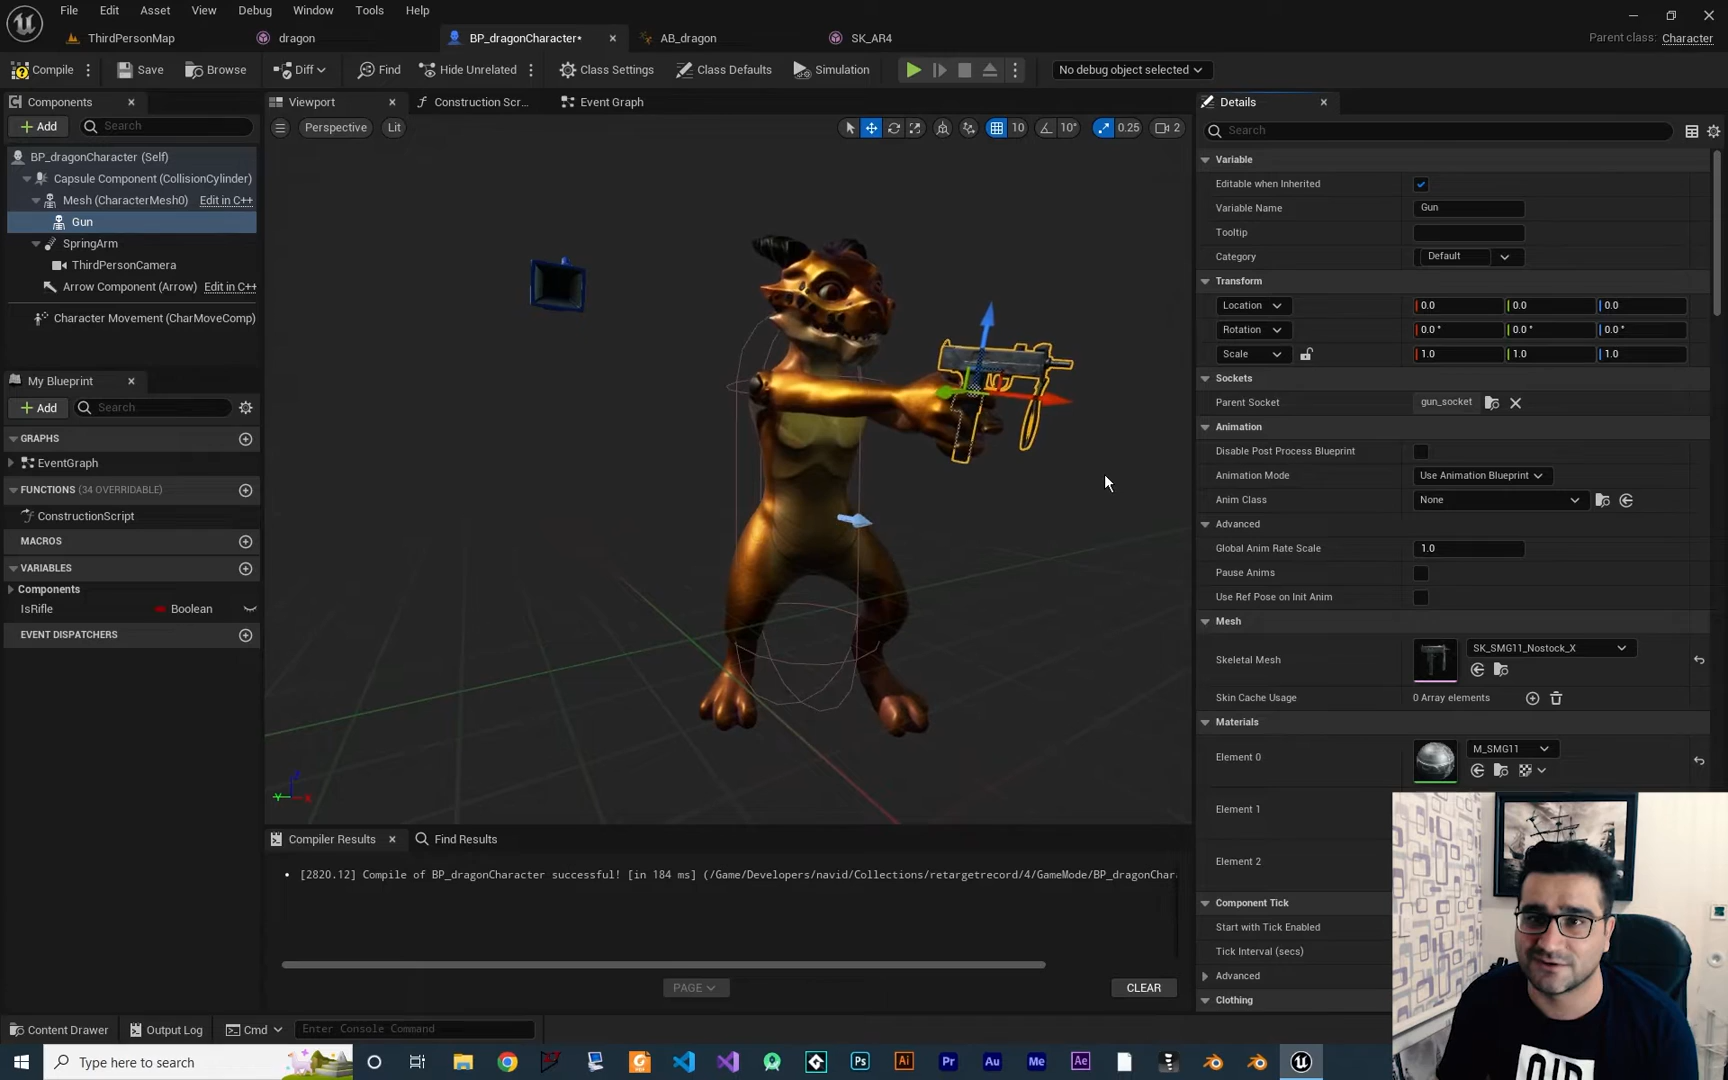 File Edit Asset View Debug Window Tools Help
ThirdPersonMap dragon BP_dragonCharacter* AB_dragon SK_AR4
Parent class: Character
Compile Save Browse Diff Find Hide Unrelated Class Settings Class Defaults Simulation No debug object selected
Components
Add Search
BP_dragonCharacter (Self)
Capsule Component (CollisionCylinder)
Mesh (CharacterMesh0) Edit in C++
Gun
SpringArm
ThirdPersonCamera
Arrow Component (Arrow) Edit in C++
Character Movement (CharMoveComp)
My Blueprint
Add Search
GRAPHS
EventGraph
FUNCTIONS (34 OVERRIDABLE)
ConstructionScript
MACROS
VARIABLES
Components
IsRifle Boolean
EVENT DISPATCHERS
Viewport Construction Scr... Event Graph
Perspective Lit 10 10° 0.25 2
Compiler Results Find Results
[2820.12] Compile of BP_dragonCharacter successful! [in 184 ms] (/Game/Developers/navid/Collections/retargetrecord/4/GameMode/BP_dragonChar
PAGE CLEAR
Details
Search
Variable
Editable when Inherited
Variable Name Gun
Tooltip
Category Default
Transform
Location 0.0 0.0 0.0
Rotation 0.0 ° 0.0 ° 0.0 °
Scale 1.0 1.0 1.0
Sockets
Parent Socket gun_socket
Animation
Disable Post Process Blueprint
Animation Mode Use Animation Blueprint
Anim Class None
Advanced
Global Anim Rate Scale 1.0
Pause Anims
Use Ref Pose on Init Anim
Mesh
Skeletal Mesh SK_SMG11_Nostock_X
Skin Cache Usage 0 Array elements
Materials
Element 0 M_SMG11
Element 1
Element 2
Component Tick
Start with Tick Enabled
Tick Interval (secs)
Advanced
Clothing
Content Drawer Output Log Cmd Enter Console Command
Type here to search
Ps Ai Pr Au Me Ae